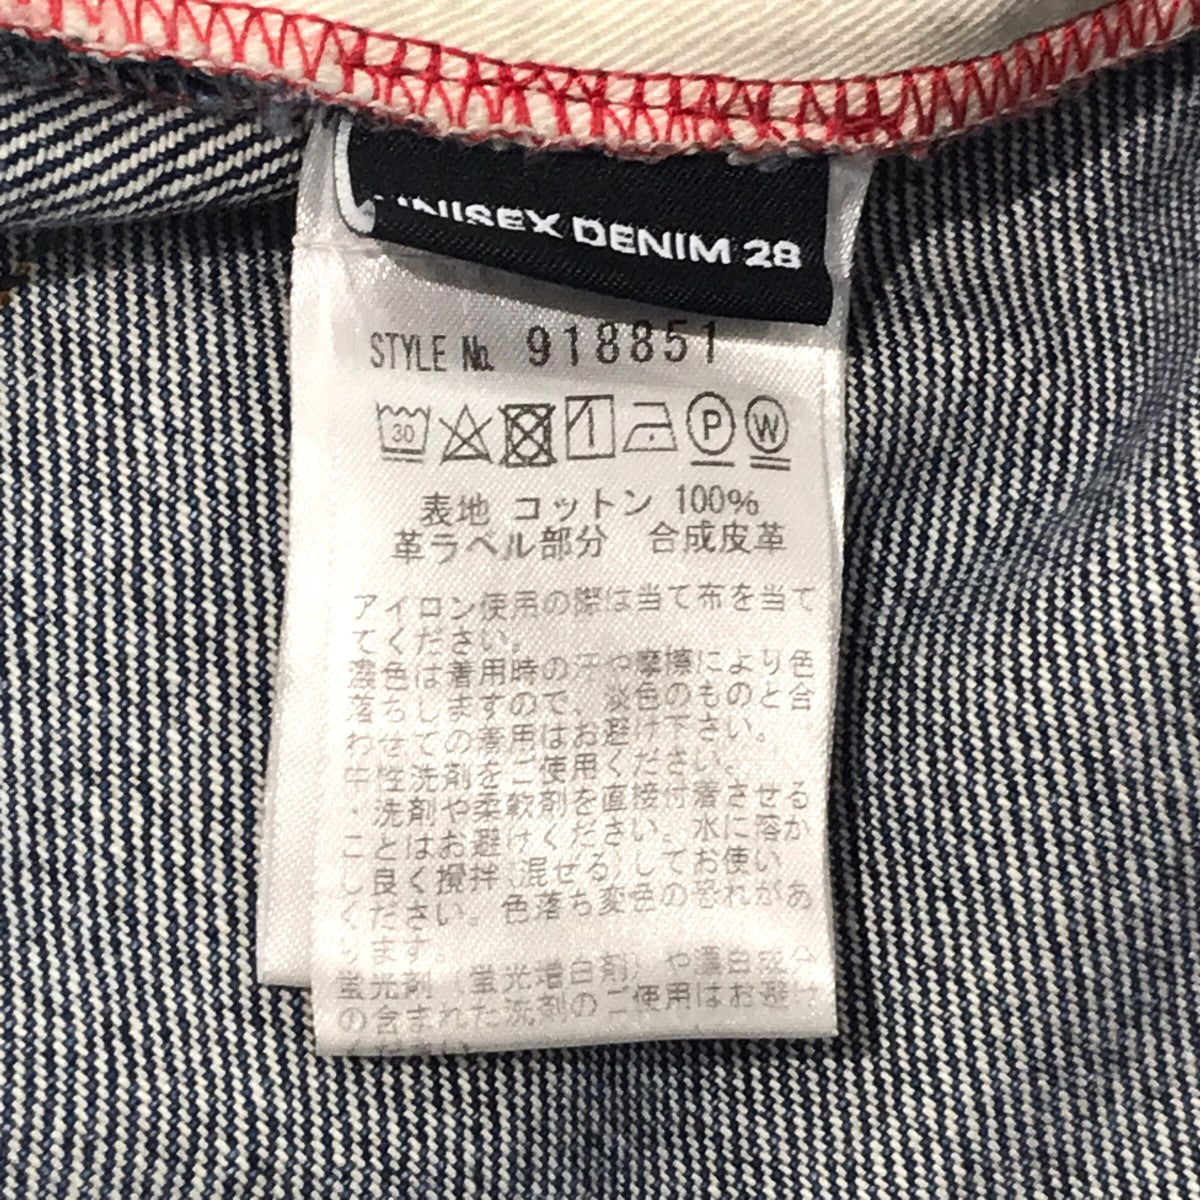 UNISEX DENIM 28
STYLE No. 918851
30
P W
表地 コットン 100%
革ラベル部分 合成皮革
アイロン使用の際は当て布を当て
てください。
濃色は着用時の汗や摩擦により色
落ちしますので、淡色のものと合
わせての着用はお避け下さい。
中性洗剤をご使用ください。
・洗剤や柔軟剤を直接付着させる
ことはお避けください。水に溶か
し良く攪拌(混ぜる)してお使い
ください。色落ち変色の恐れがあ
ります。
蛍光剤(蛍光増白剤)や漂白成分
の含まれた洗剤のご使用はお避け
ください。